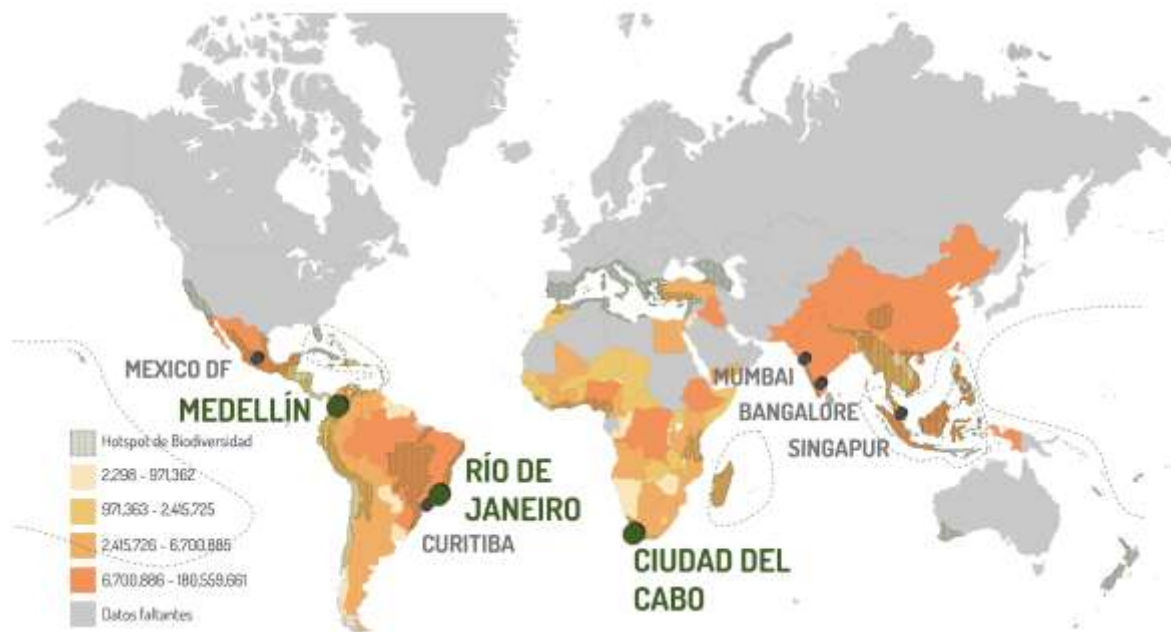 MEXICO DF
MEDELLÍN
Hotspot de Biodiversidad
2,298 - 971,362
971,363 - 2,415,725
2,415,726 - 6,700,885
6,700,886 - 180,559,661
Datos faltantes
RÍO DE
JANEIRO
CURITIBA
CIUDAD DEL
CABO
MUMBAI
BANGALORE
SINGAPUR